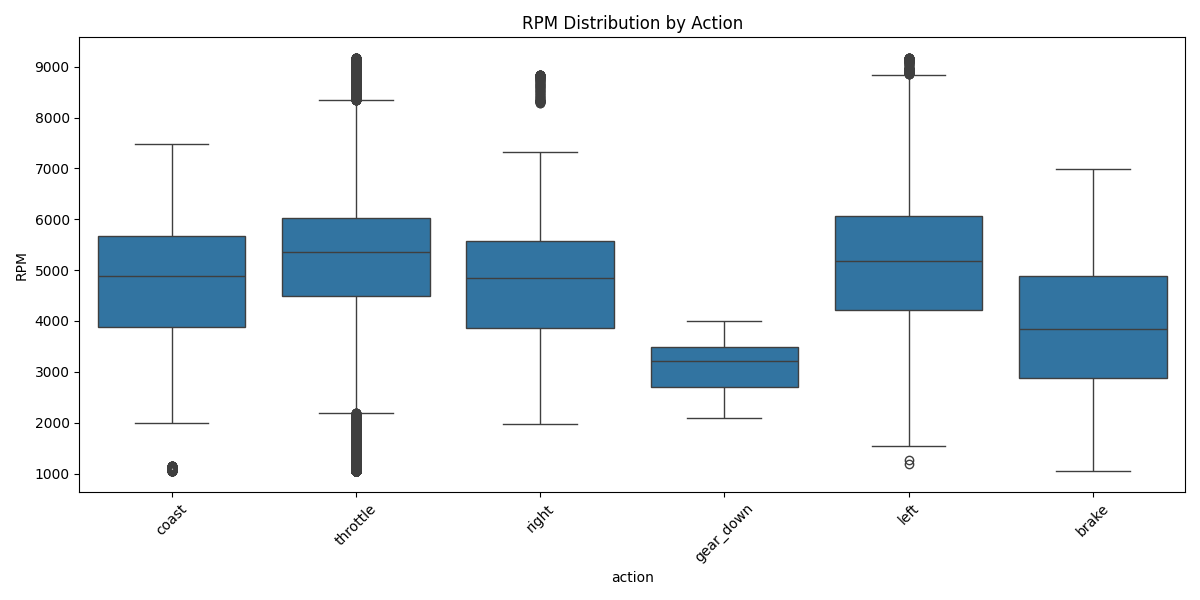 RPM Distribution by Action
RPM
9000
8000
7000
6000
5000
4000
3000
2000
1000
coast
throttle
right
gear_down
left
brake
action